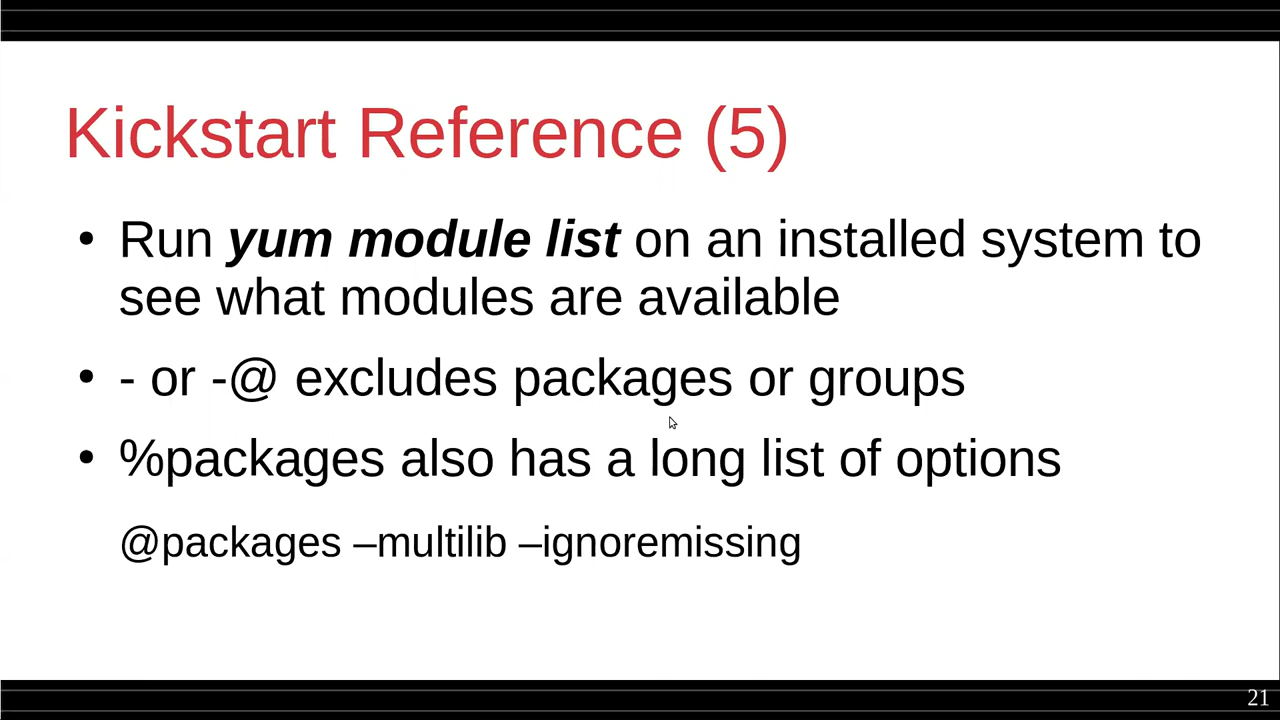 Kickstart Reference (5)
• Run yum module list on an installed system to
see what modules are available
• - or -@ excludes packages or groups
• %packages also has a long list of options
@packages –multilib –ignoremissing
21